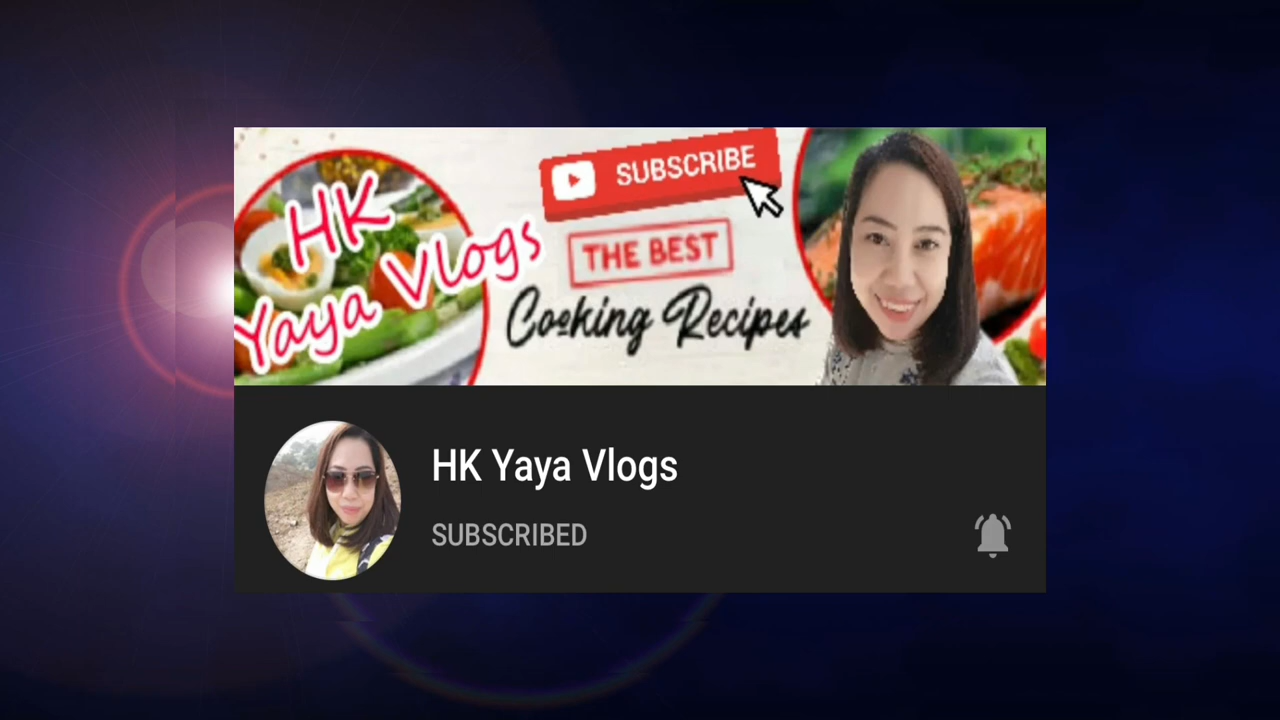 HK
Yaya Vlogs
SUBSCRIBE
THE BEST
Cooking Recipes
HK Yaya Vlogs
SUBSCRIBED